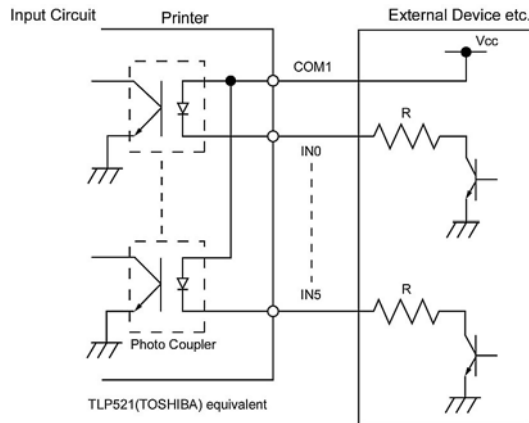 Input Circuit
Printer
External Device etc.
Vcc
COM1
R
IN0
R
IN5
Photo Coupler
TLP521(TOSHIBA) equivalent